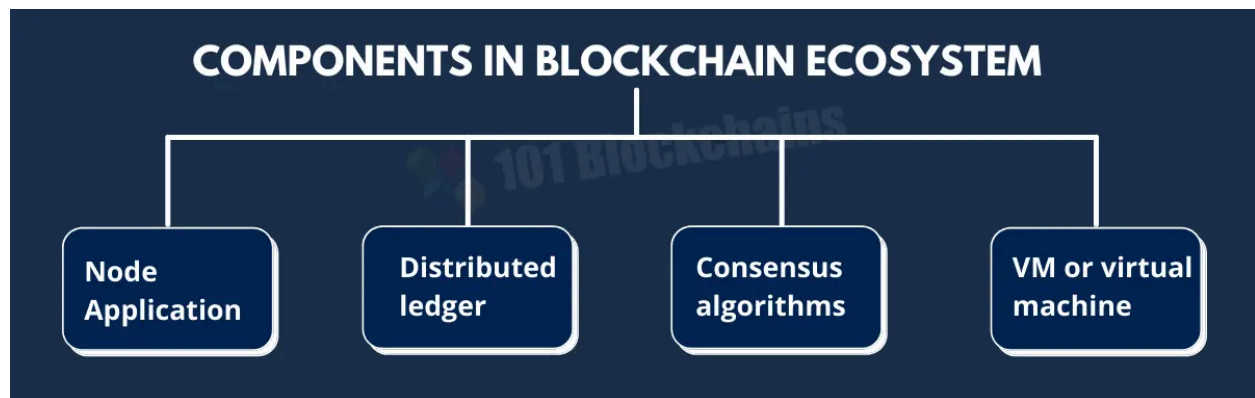 COMPONENTS IN BLOCKCHAIN ECOSYSTEM
101 Blockchains
Node
Application
Distributed
ledger
Consensus
algorithms
VM or virtual
machine